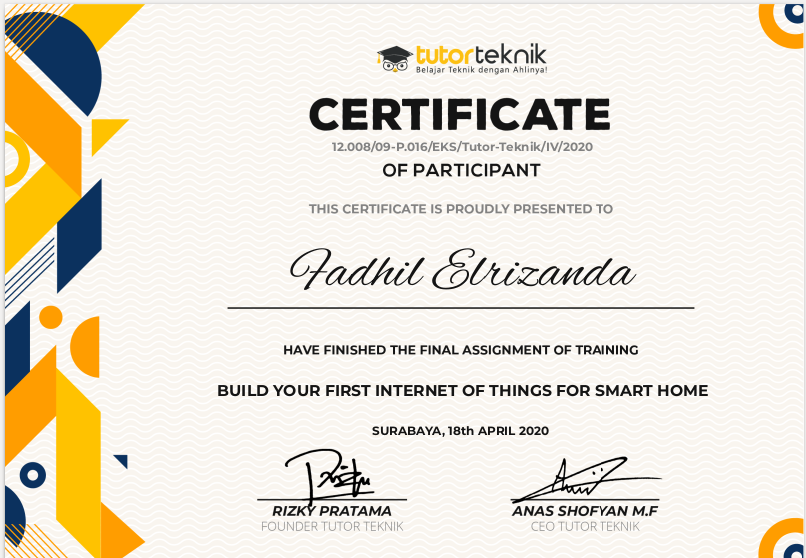 tutorteknik
Belajar Teknik dengan Ahlinya!
CERTIFICATE
12.008/09-P.016/EKS/Tutor-Teknik/IV/2020
OF PARTICIPANT
THIS CERTIFICATE IS PROUDLY PRESENTED TO
Fadhil Elrizanda
HAVE FINISHED THE FINAL ASSIGNMENT OF TRAINING
BUILD YOUR FIRST INTERNET OF THINGS FOR SMART HOME
SURABAYA, 18th APRIL 2020
RIZKY PRATAMA
FOUNDER TUTOR TEKNIK
ANAS SHOFYAN M.F
CEO TUTOR TEKNIK